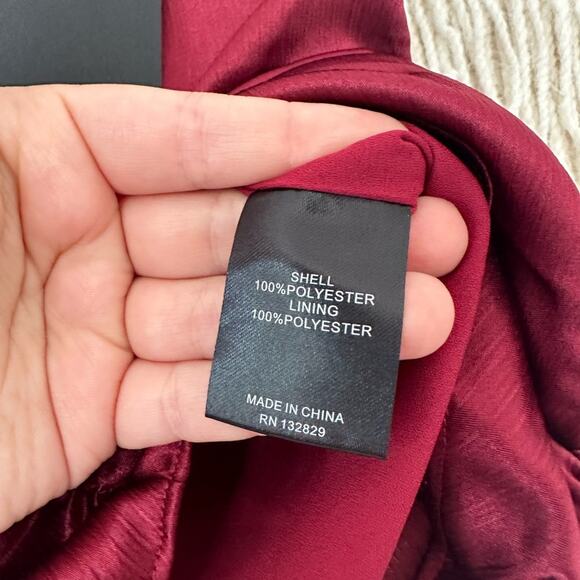 SHELL
100%POLYESTER
LINING
100%POLYESTER
MADE IN CHINA
RN 132829